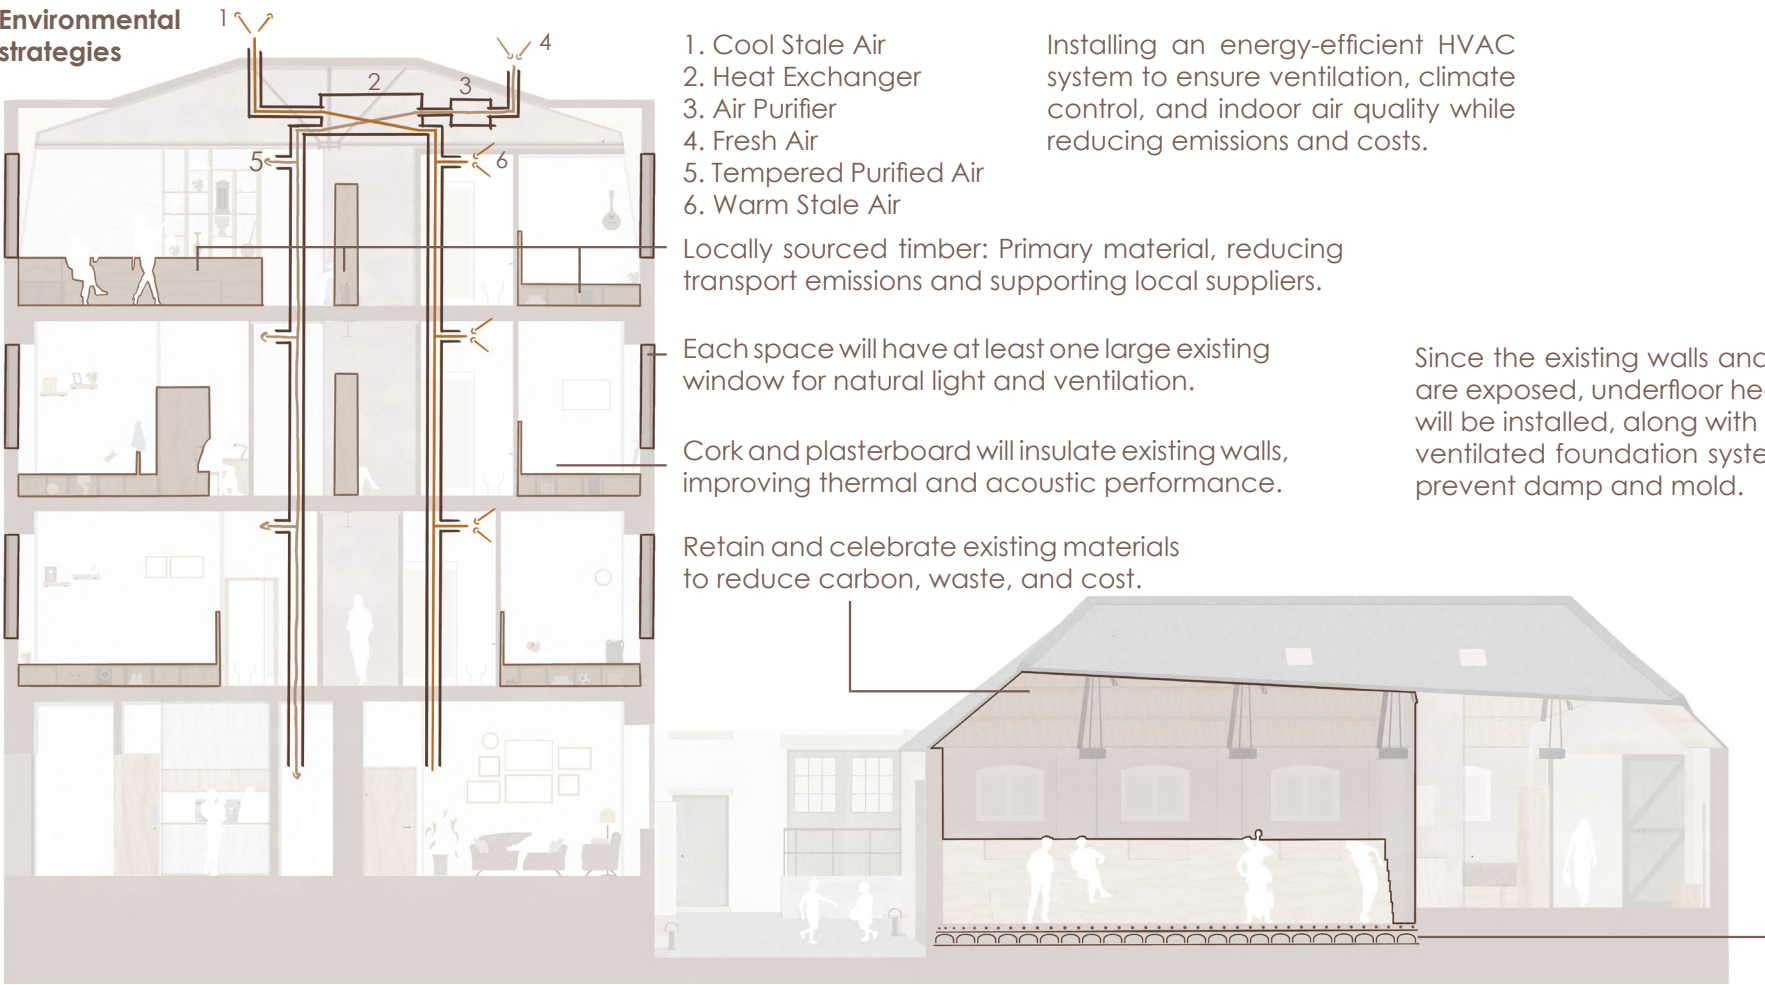 Environmental
strategies
1
2
3
4
5
6
1. Cool Stale Air
2. Heat Exchanger
3. Air Purifier
4. Fresh Air
5. Tempered Purified Air
6. Warm Stale Air
Installing an energy-efficient HVAC
system to ensure ventilation, climate
control, and indoor air quality while
reducing emissions and costs.
Locally sourced timber: Primary material, reducing
transport emissions and supporting local suppliers.
Each space will have at least one large existing
window for natural light and ventilation.
Cork and plasterboard will insulate existing walls,
improving thermal and acoustic performance.
Retain and celebrate existing materials
to reduce carbon, waste, and cost.
Since the existing walls and
are exposed, underfloor
will be installed, along with
ventilated foundation
prevent damp and mold.